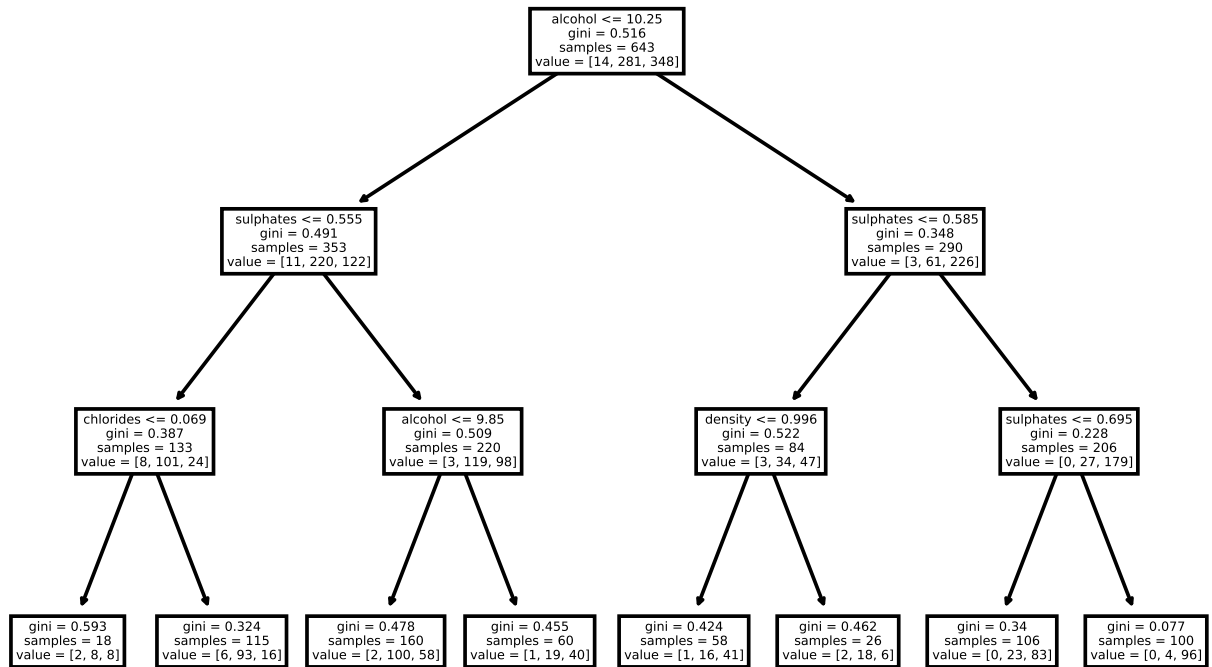 alcohol <= 10.25
gini = 0.516
samples = 643
value = [14, 281, 348]
sulphates <= 0.555
gini = 0.491
samples = 353
value = [11, 220, 122]
sulphates <= 0.585
gini = 0.348
samples = 290
value = [3, 61, 226]
chlorides <= 0.069
gini = 0.387
samples = 133
value = [8, 101, 24]
alcohol <= 9.85
gini = 0.509
samples = 220
value = [3, 119, 98]
density <= 0.996
gini = 0.522
samples = 84
value = [3, 34, 47]
sulphates <= 0.695
gini = 0.228
samples = 206
value = [0, 27, 179]
gini = 0.593
samples = 18
value = [2, 8, 8]
gini = 0.324
samples = 115
value = [6, 93, 16]
gini = 0.478
samples = 160
value = [2, 100, 58]
gini = 0.455
samples = 60
value = [1, 19, 40]
gini = 0.424
samples = 58
value = [1, 16, 41]
gini = 0.462
samples = 26
value = [2, 18, 6]
gini = 0.34
samples = 106
value = [0, 23, 83]
gini = 0.077
samples = 100
value = [0, 4, 96]